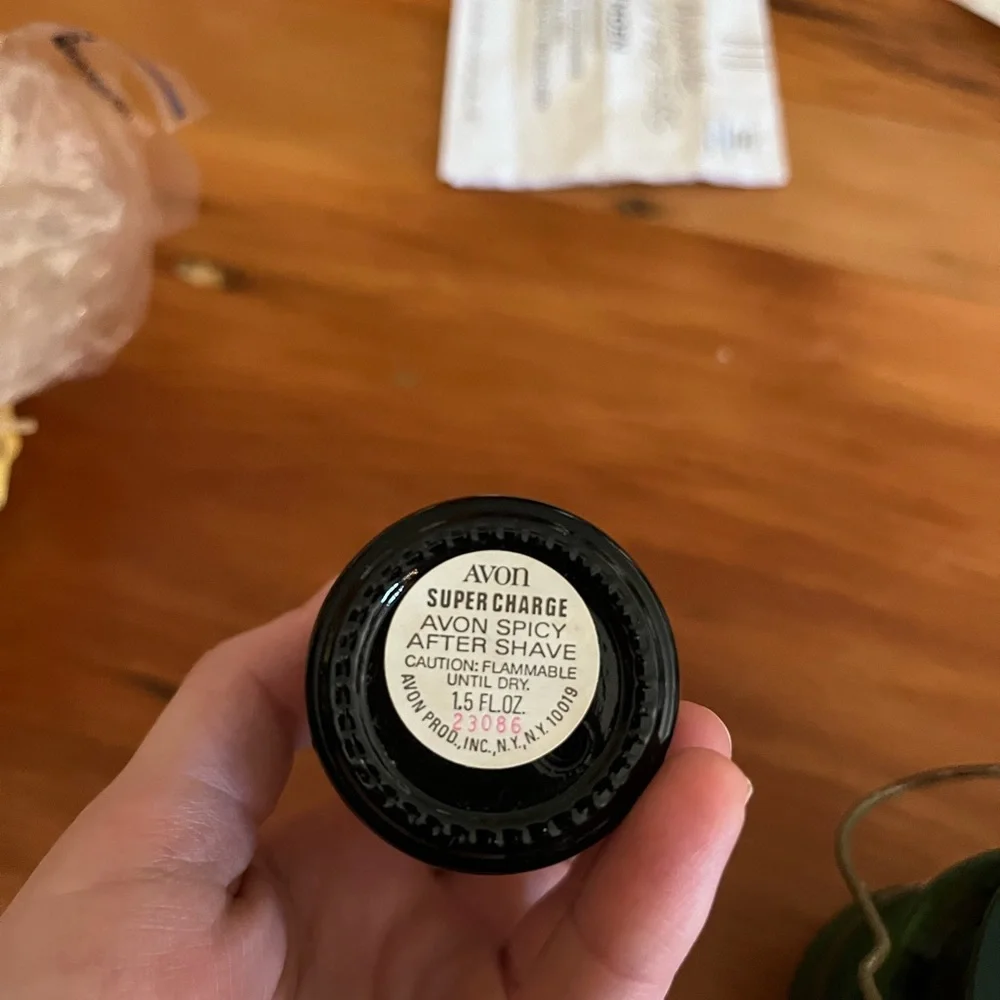 AVON
SUPER CHARGE
AVON SPICY
AFTER SHAVE
CAUTION: FLAMMABLE
UNTIL DRY.
1.5 FL.OZ.
23086
AVON PROD., INC., N.Y., N.Y. 10019